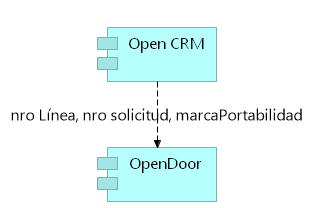 Open CRM
nro Línea, nro solicitud, marcaPortabilidad
OpenDoor